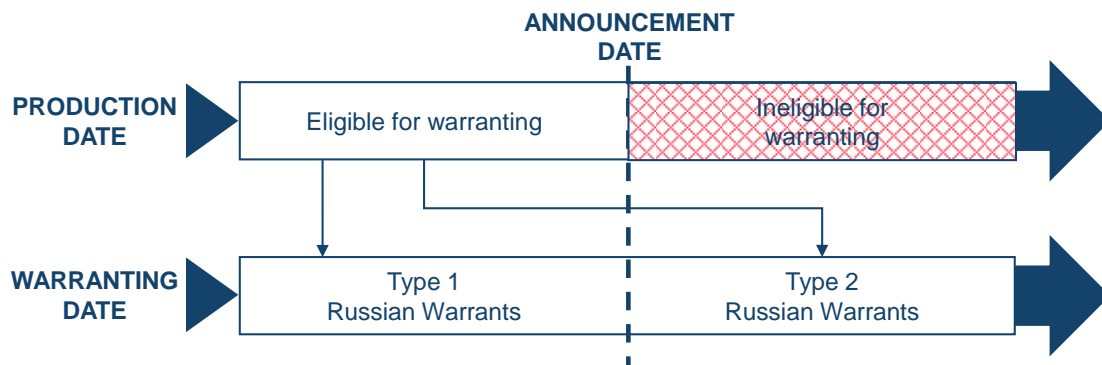 ANNOUNCEMENT
DATE
PRODUCTION
DATE
Eligible for warranting
Ineligible for
warranting
WARRANTING
DATE
Type 1
Russian Warrants
Type 2
Russian Warrants